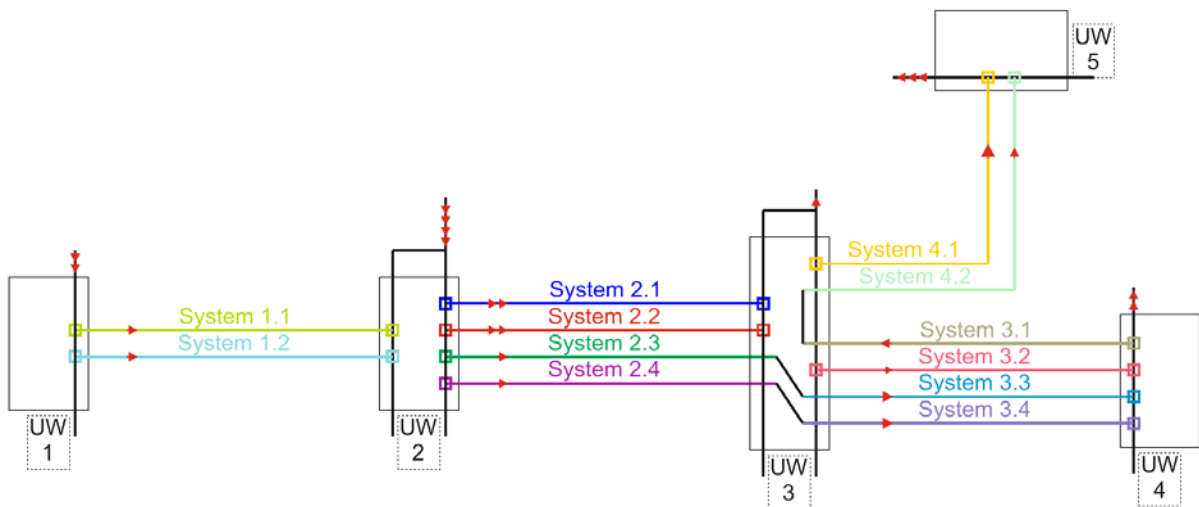 UW
5
System 4.1
System 4.2
System 2.1
System 1.1
System 2.2
System 3.1
System 1.2
System 2.3
System 3.2
System 2.4
System 3.3
System 3.4
UW
1
UW
2
UW
3
UW
4